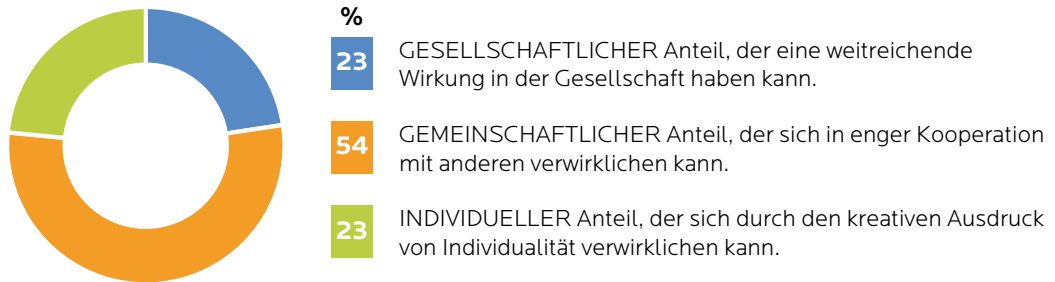 %
23
GESELLSCHAFTLICHER Anteil, der eine weitreichende
Wirkung in der Gesellschaft haben kann.
54
GEMEINSCHAFTLICHER Anteil, der sich in enger Kooperation
mit anderen verwirklichen kann.
23
INDIVIDUELLER Anteil, der sich durch den kreativen Ausdruck
von Individualität verwirklichen kann.